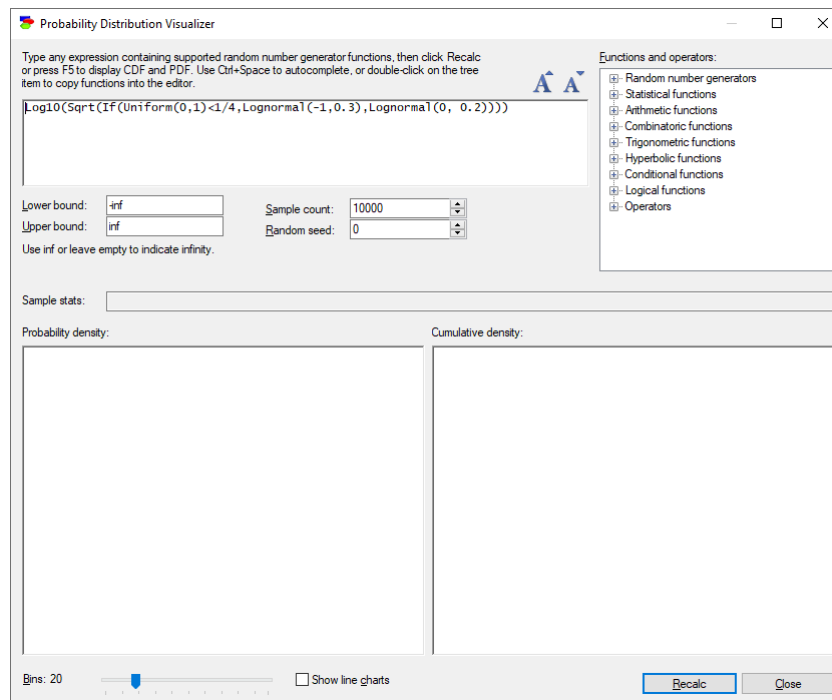 Probability Distribution Visualizer
Type any expression containing supported random number generator functions, then click Recalc
or press F5 to display CDF and PDF. Use Ctrl+Space to autocomplete, or double-click on the tree
item to copy functions into the editor.
A A
Functions and operators:
Log10(Sqrt(If(Uniform(0,1)<1/4,Lognormal(-1,0.3),Lognormal(0, 0.2))))
Random number generators
Statistical functions
Arithmetic functions
Combinatoric functions
Trigonometric functions
Hyperbolic functions
Conditional functions
Logical functions
Operators
Lower bound: -inf
Upper bound: inf
Sample count: 10000
Random seed: 0
Use inf or leave empty to indicate infinity.
Sample stats:
Probability density:
Cumulative density:
Bins: 20
Show line charts
Recalc
Close